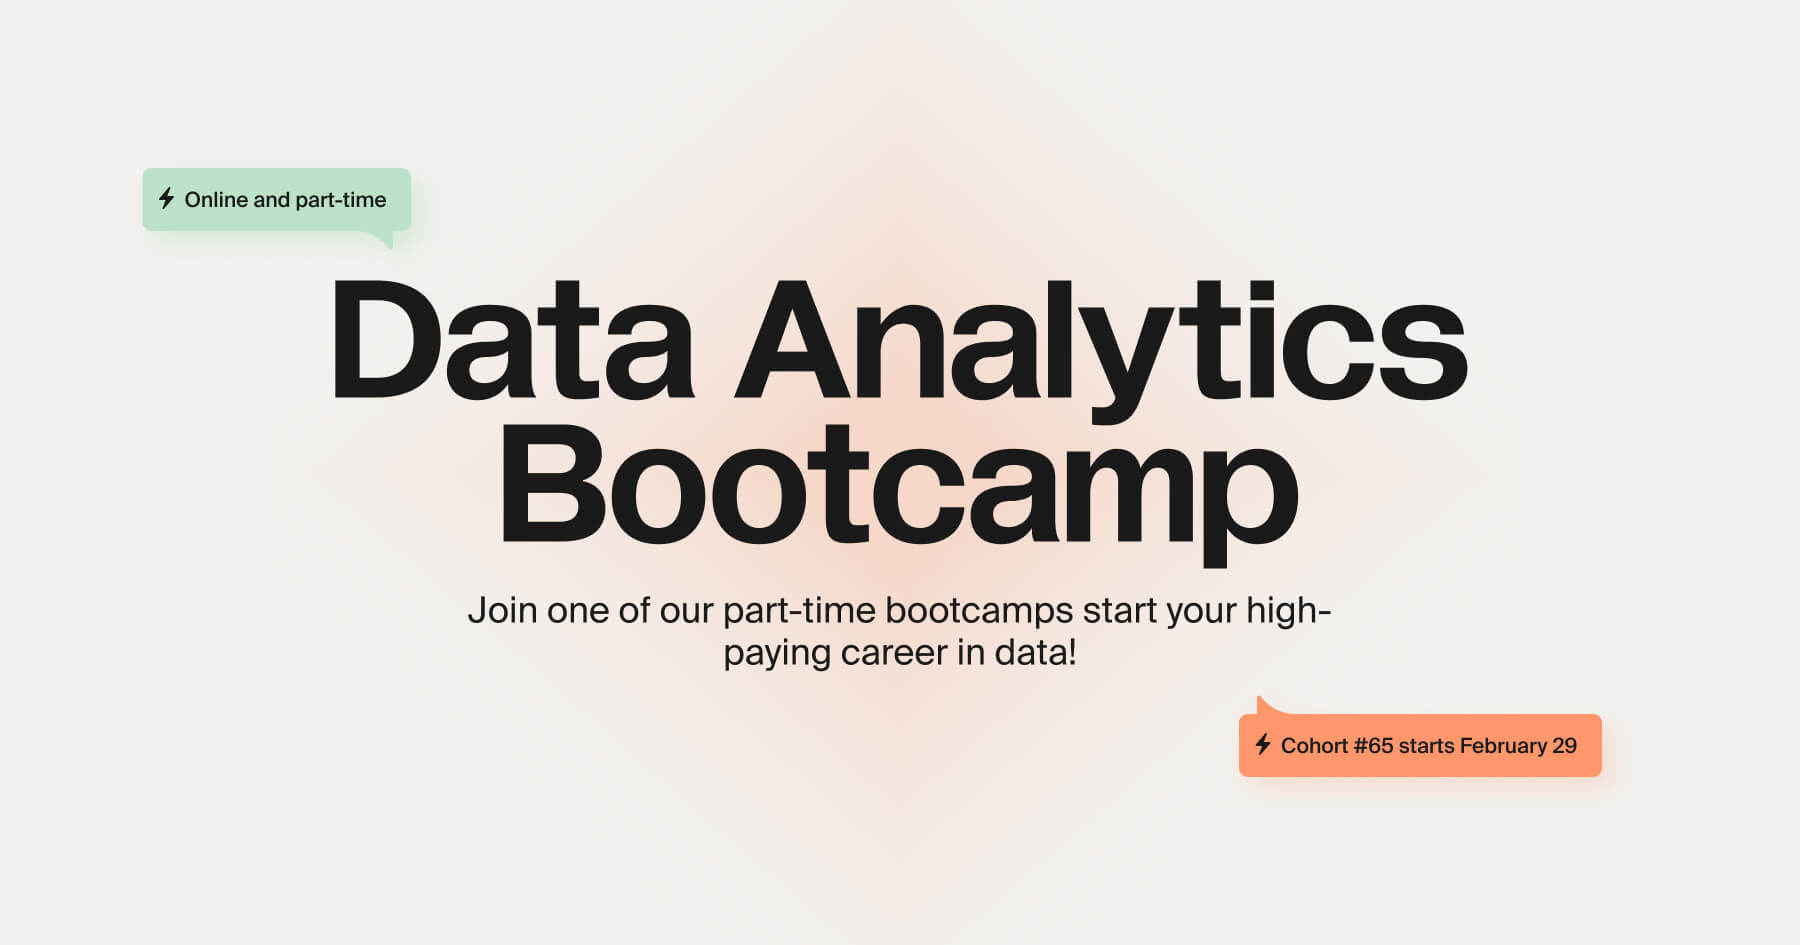 Online and part-time
Data Analytics
Bootcamp
Join one of our part-time bootcamps start your high-
paying career in data!
Cohort #65 starts February 29